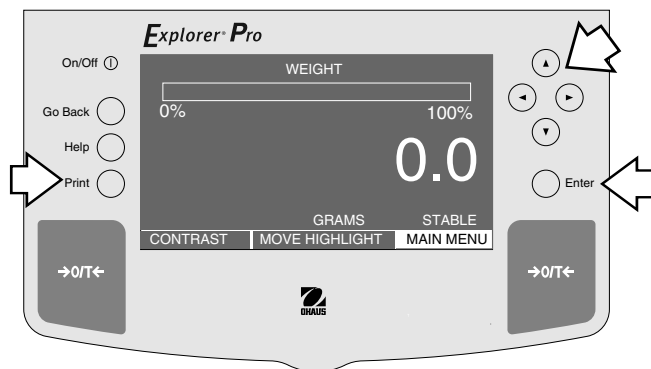 Explorer® Pro
On/Off
WEIGHT
0% 100%
Go Back
Help
0.0
Print
Enter
GRAMS STABLE
CONTRAST MOVE HIGHLIGHT MAIN MENU
→0/T← →0/T←
OHAUS